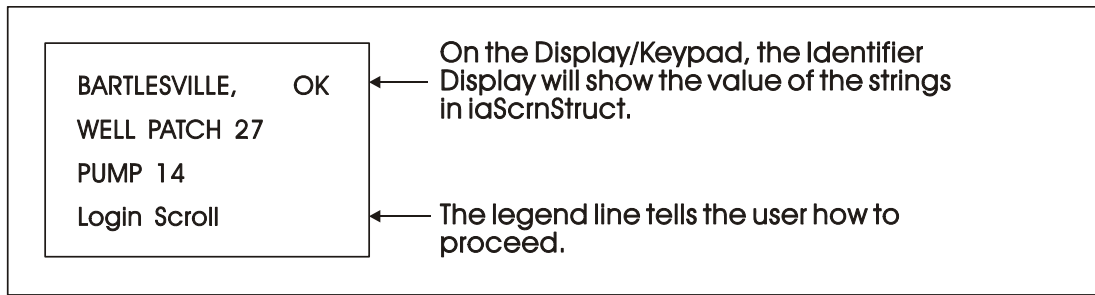 BARTLESVILLE, OK
WELL PATCH 27
PUMP 14
Login Scroll
On the Display/Keypad, the Identifier
Display will show the value of the strings
in iaScrnStruct.
The legend line tells the user how to
proceed.